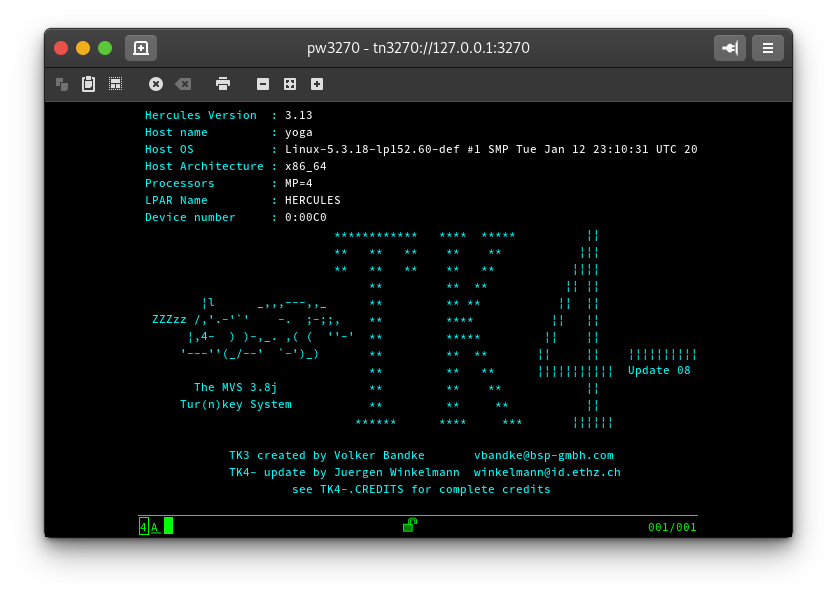 pw3270 - tn3270://127.0.0.1:3270
Hercules Version  : 3.13
Host name         : yoga
Host OS           : Linux-5.3.18-lp152.60-def #1 SMP Tue Jan 12 23:10:31 UTC 20
Host Architecture : x86_64
Processors        : MP=4
LPAR Name         : HERCULES
Device number     : 0:00C0
ZZZzz
TK4-
Update 08
The MVS 3.8j
Tur(n)key System
TK3 created by Volker Bandke       vbandke@bsp-gmbh.com
TK4- update by Juergen Winkelmann  winkelmann@id.ethz.ch
see TK4-.CREDITS for complete credits
4 A 001/001